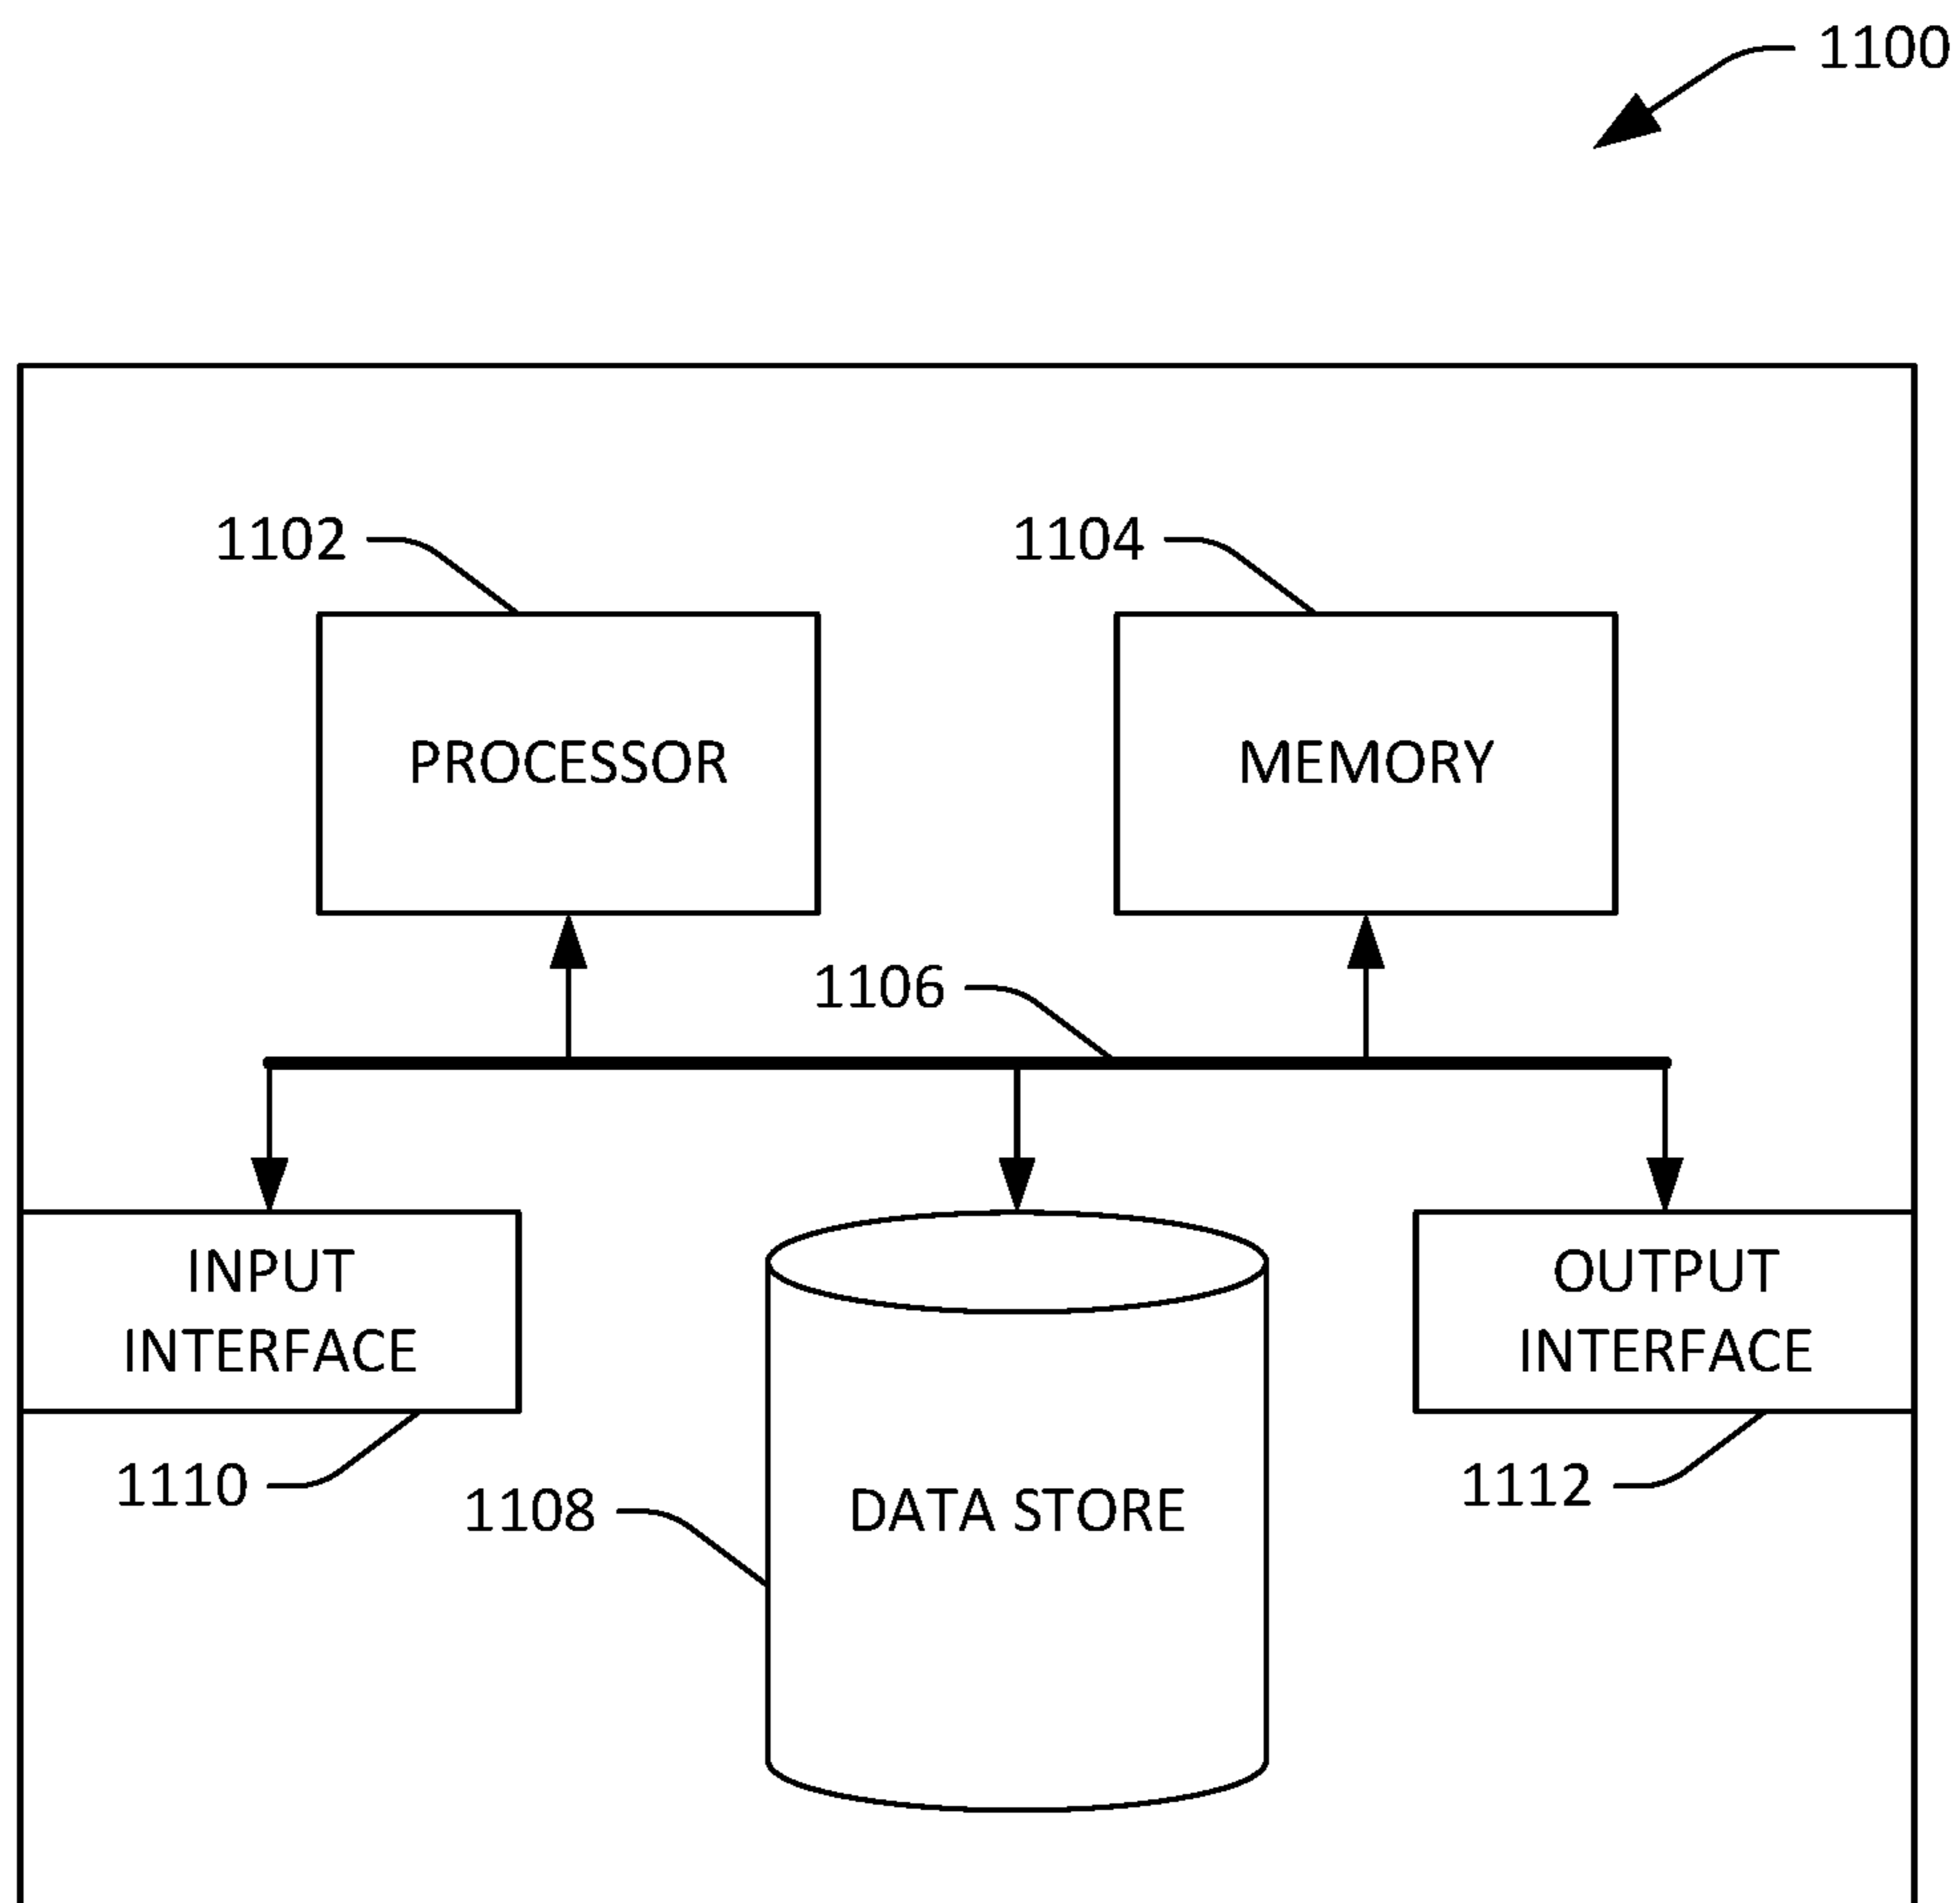 1100
1102
1104
PROCESSOR
MEMORY
1106
INPUT
INTERFACE
OUTPUT
INTERFACE
1110
1108
DATA STORE
1112